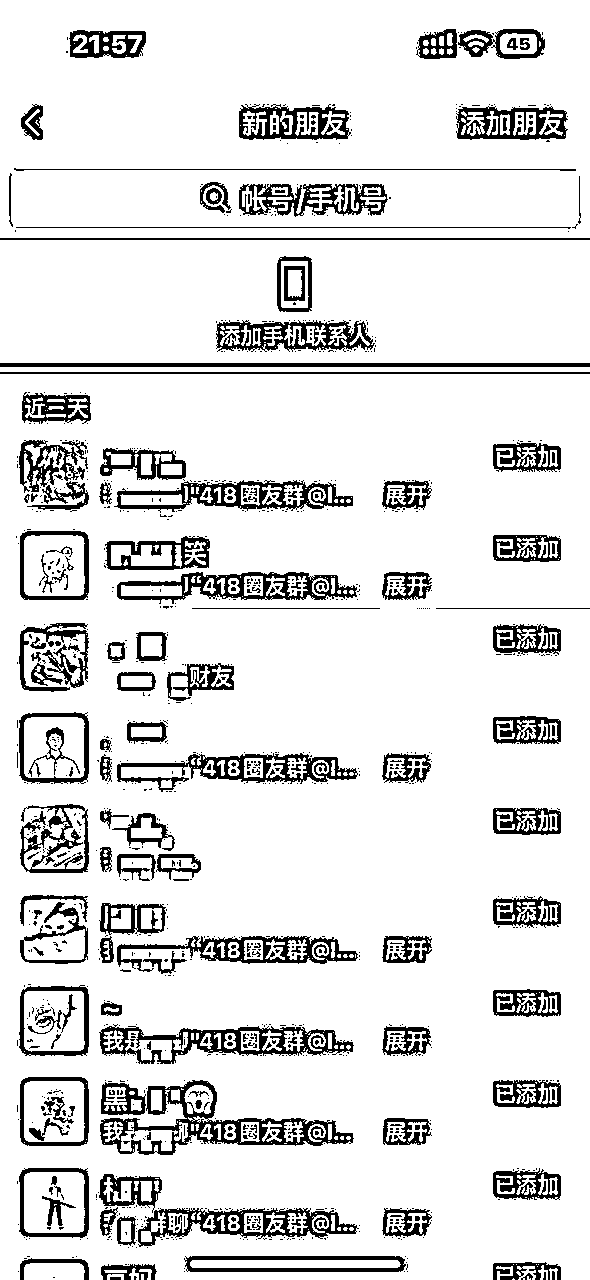 21:57
45
新的朋友
添加朋友
帐号/手机号
添加手机联系人
近三天
已添加
"418圈友群@I...
展开
笑
已添加
"418圈友群@I...
展开
已添加
财友
已添加
"418圈友群@I...
展开
已添加
已添加
"418圈友群@I...
展开
~
已添加
我是
"418圈友群@I...
展开
黑
已添加
我
"418圈友群@I...
展开
已添加
群聊"418圈友群@I...
展开
已添加